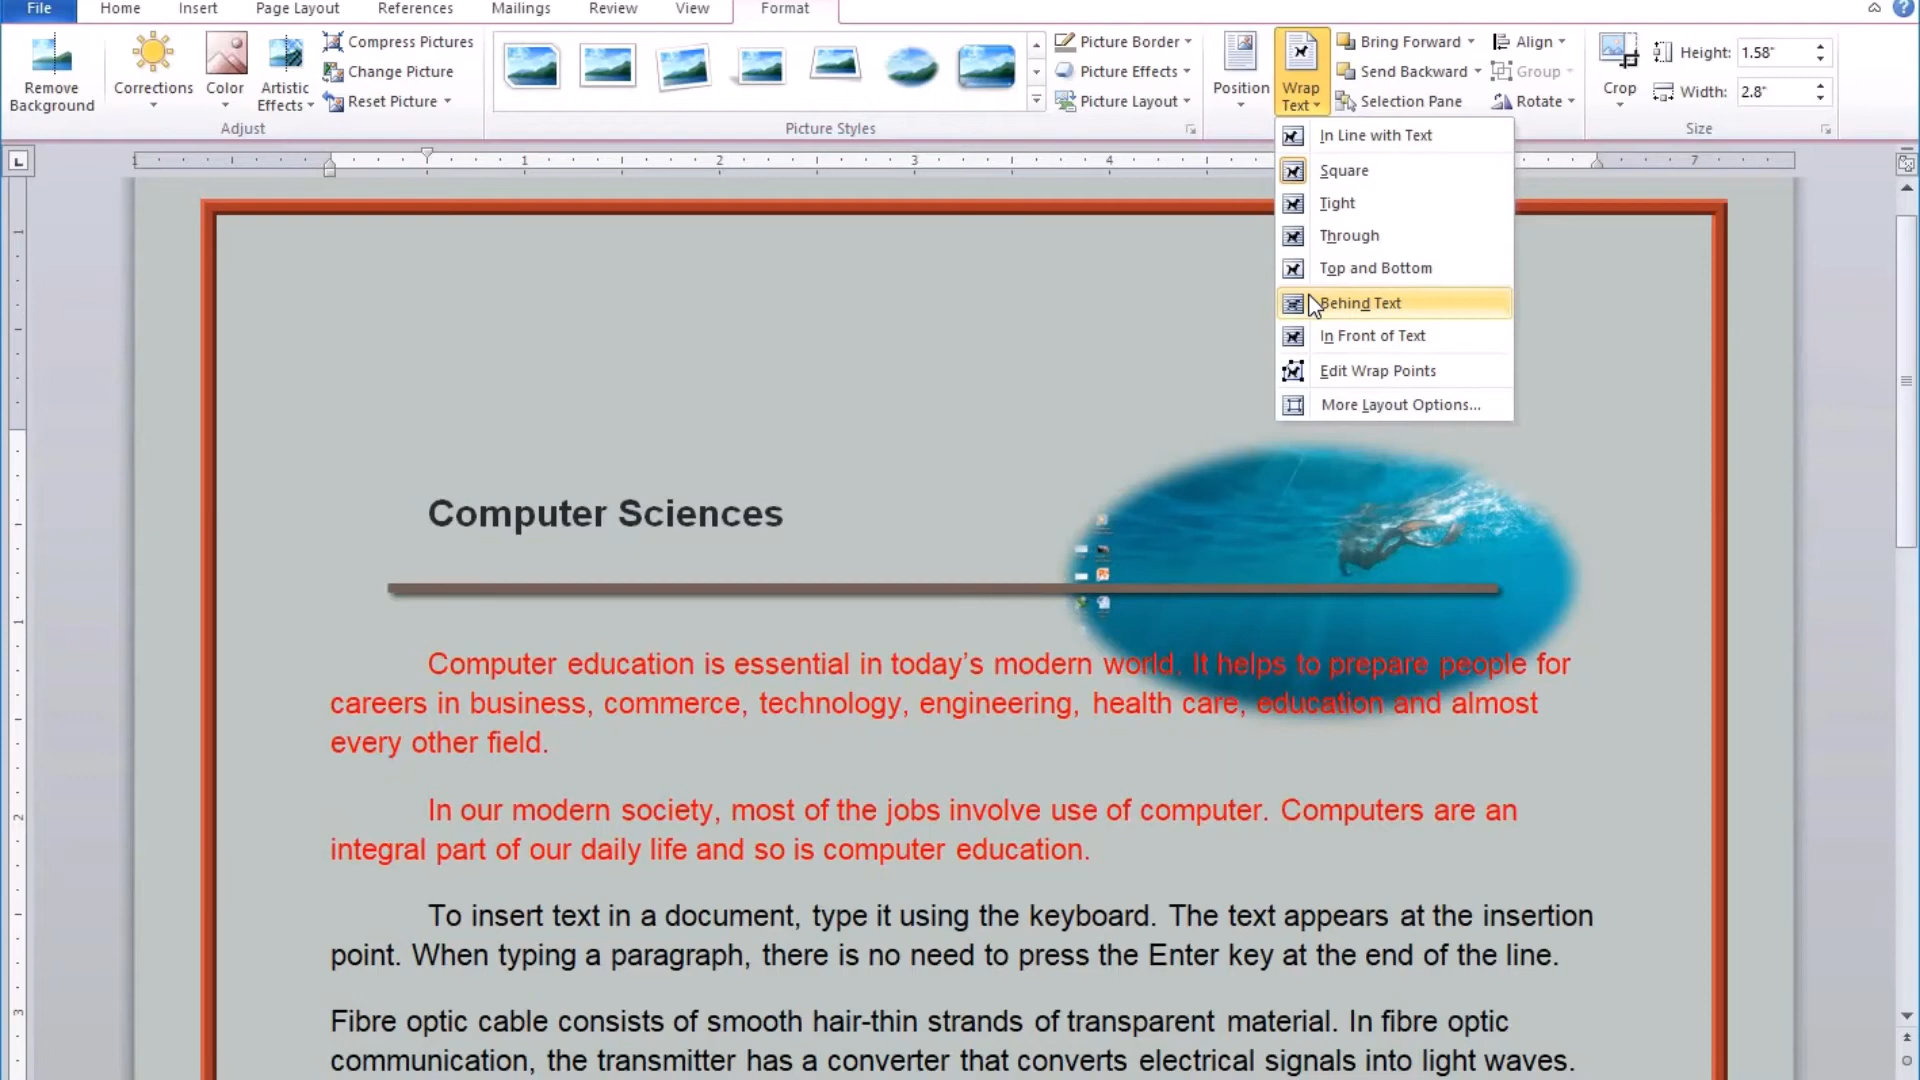 File Home Insert Page Layout References Mailings Review View Format
Remove Background
Corrections
Color
Artistic Effects
Compress Pictures
Change Picture
Reset Picture
Adjust
Picture Styles
Picture Border
Picture Effects
Picture Layout
Position
Wrap Text
Bring Forward
Send Backward
Selection Pane
Align
Group
Rotate
Crop
Height: 1.58"
Width: 2.8"
Size
In Line with Text
Square
Tight
Through
Top and Bottom
Behind Text
In Front of Text
Edit Wrap Points
More Layout Options...
1 1 2 3 4 7
1
1
2
3
Computer Sciences
Computer education is essential in today’s modern world. It helps to prepare people for
careers in business, commerce, technology, engineering, health care, education and almost
every other field.
In our modern society, most of the jobs involve use of computer. Computers are an
integral part of our daily life and so is computer education.
To insert text in a document, type it using the keyboard. The text appears at the insertion
point. When typing a paragraph, there is no need to press the Enter key at the end of the line.
Fibre optic cable consists of smooth hair-thin strands of transparent material. In fibre optic
communication, the transmitter has a converter that converts electrical signals into light waves.